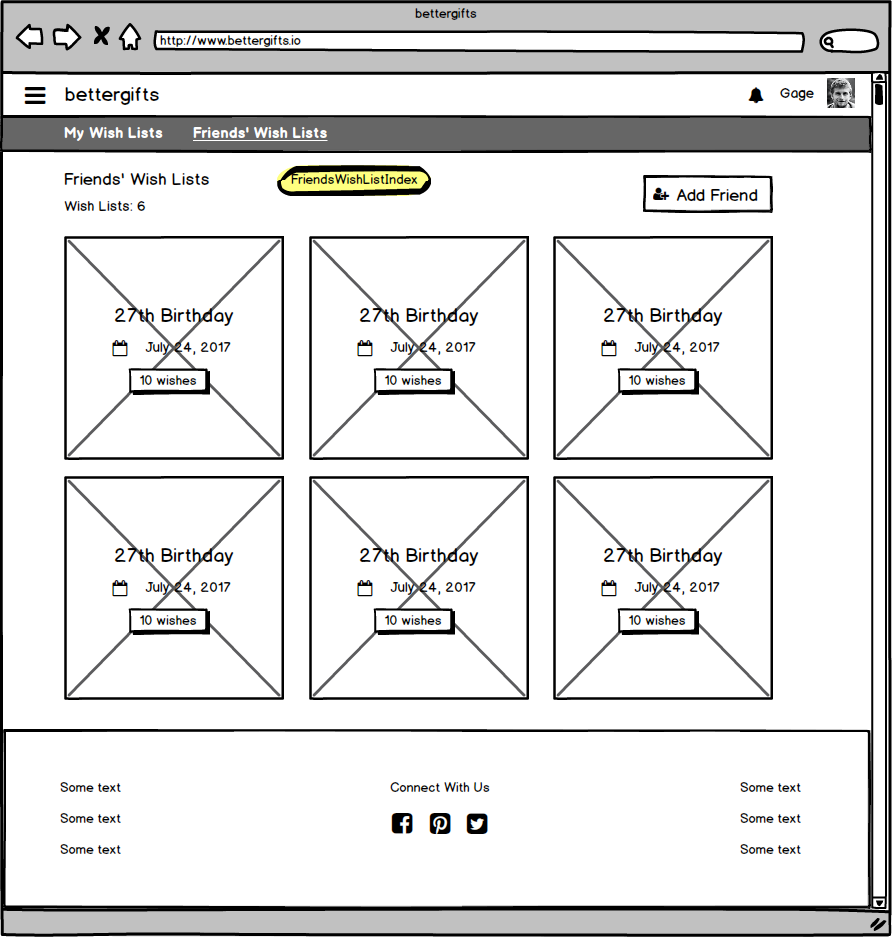 bettergifts
http://www.bettergifts.io
bettergifts
Gage
My Wish Lists Friends' Wish Lists
Friends' Wish Lists
FriendsWishListIndex
Wish Lists: 6
Add Friend
27th Birthday 27th Birthday 27th Birthday
July 24, 2017 July 24, 2017 July 24, 2017
10 wishes 10 wishes 10 wishes
27th Birthday 27th Birthday 27th Birthday
July 24, 2017 July 24, 2017 July 24, 2017
10 wishes 10 wishes 10 wishes
Some text Connect With Us Some text
Some text Some text
Some text Some text